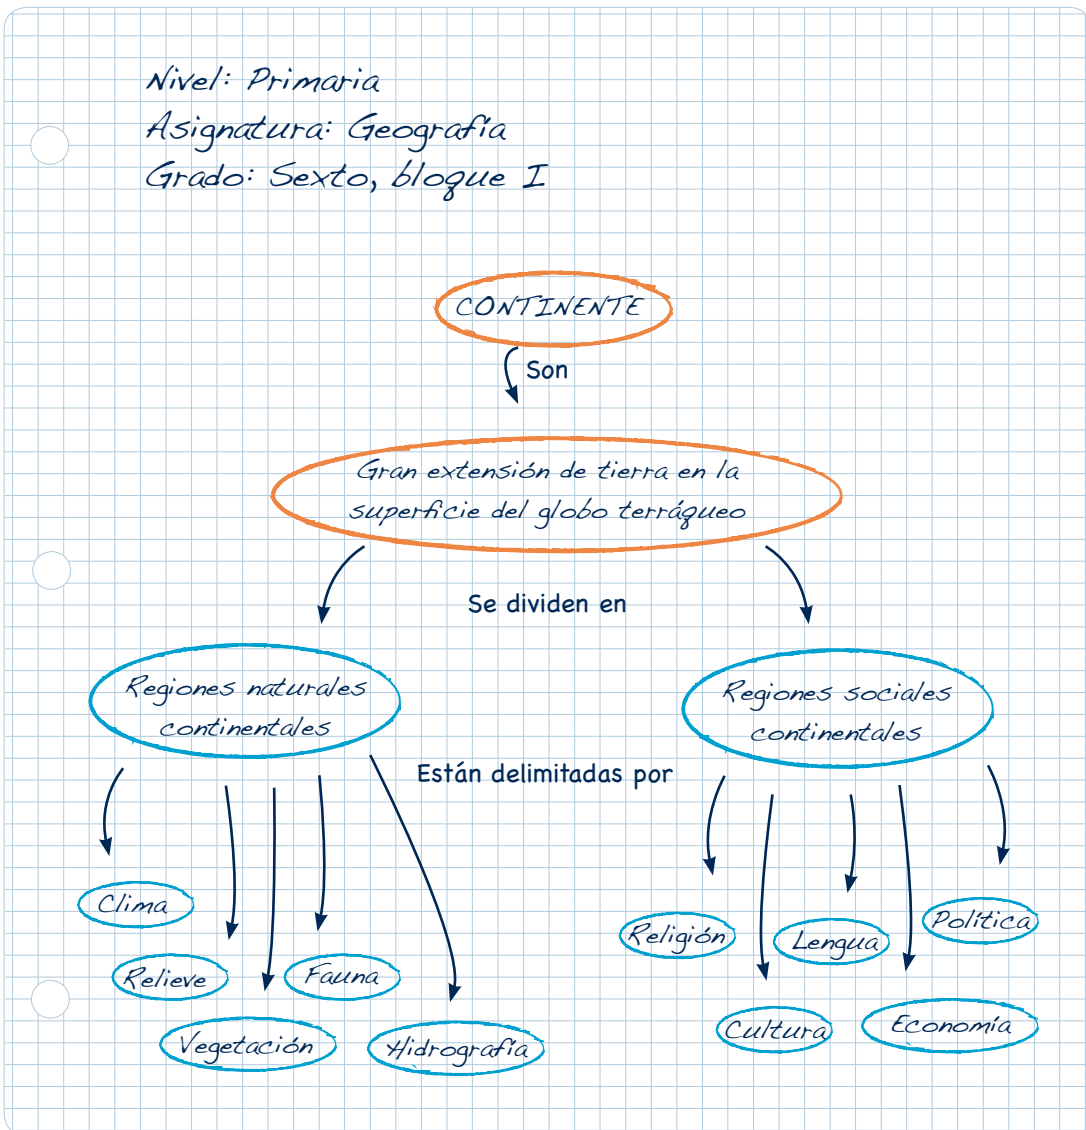 Nivel: Primaria
Asignatura: Geografía
Grado: Sexto, bloque I
CONTINENTE
Son
Gran extensión de tierra en la
superficie del globo terráqueo
Se dividen en
Regiones naturales
continentales
Regiones sociales
continentales
Están delimitadas por
Clima
Relieve
Vegetación
Fauna
Hidrografía
Religión
Cultura
Lengua
Economía
Política